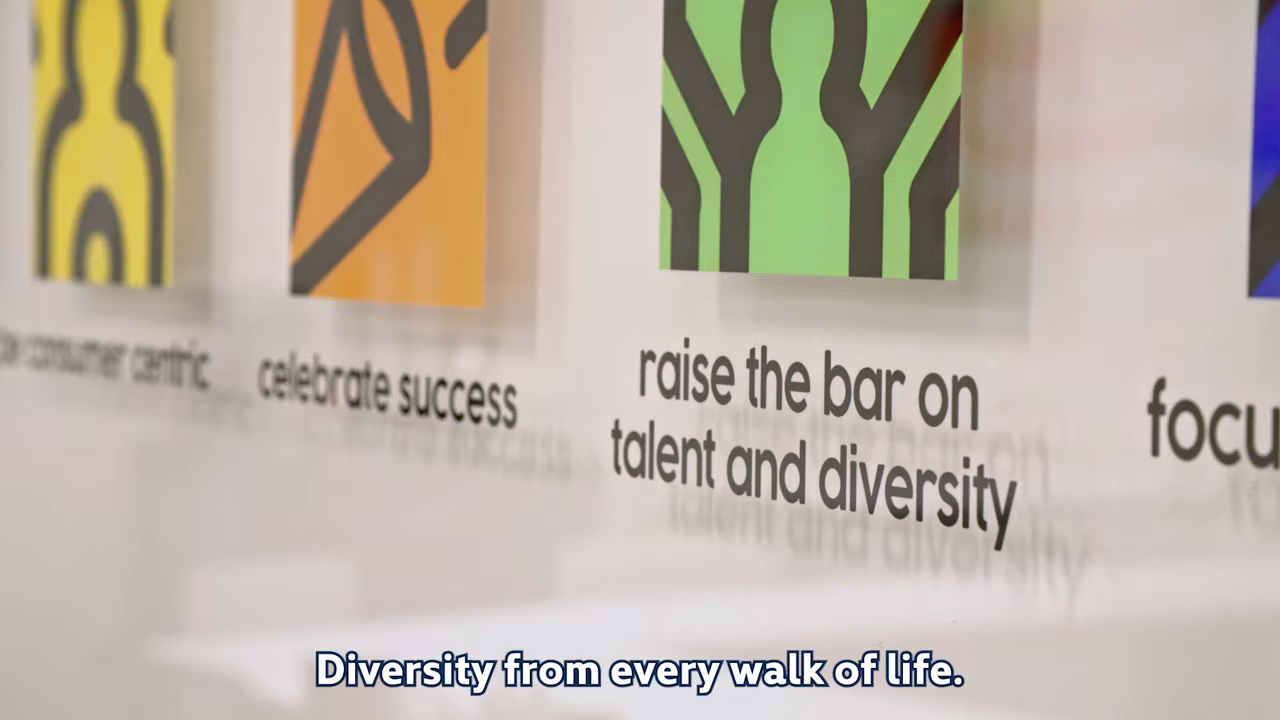 consumer centric
celebrate success
raise the bar on
talent and diversity
focu
Diversity from every walk of life.